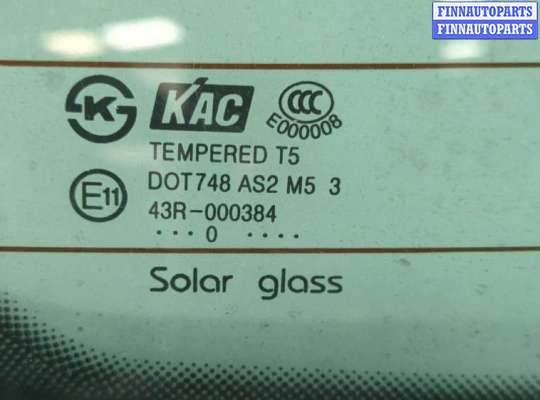 FINNAUTOPARTS
FINNAUTOPARTS
K KAC CCC
E000008
TEMPERED T5
E11 DOT748 AS2 M5 3
43R-000384
··· 0 ····
Solar glass